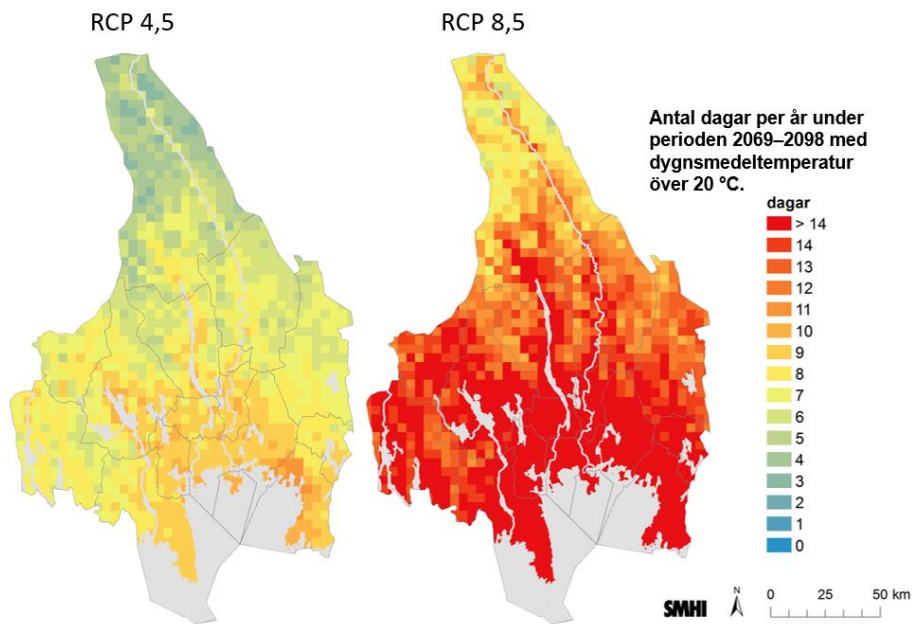 RCP 4,5
RCP 8,5
Antal dagar per år under
perioden 2069–2098 med
dygnsmedeltemperatur
över 20 °C.
dagar
> 14
14
13
12
11
10
9
8
7
6
5
4
3
2
1
0
SMHI
N
0 25 50 km